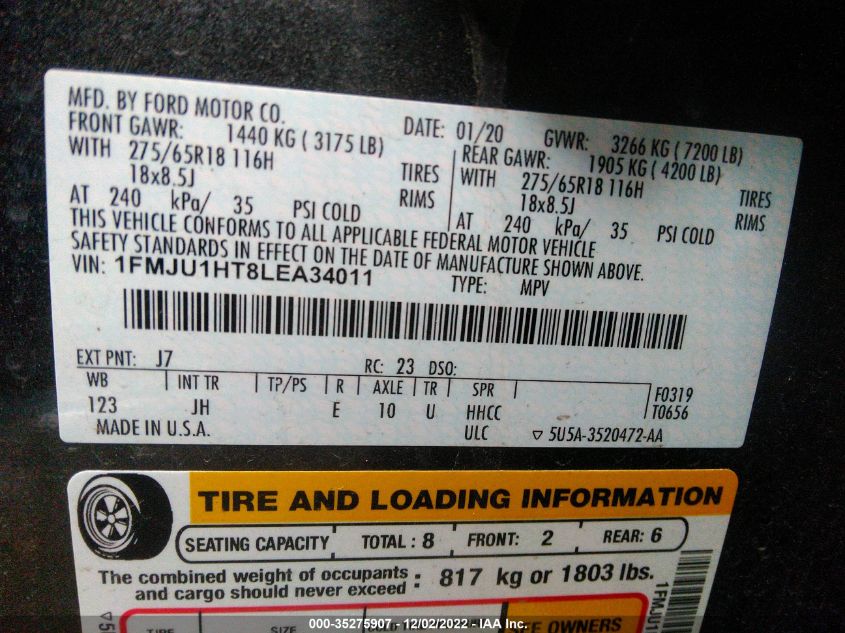 MFD. BY FORD MOTOR CO.
DATE: 01/20 GVWR: 3266 KG ( 7200 LB)
FRONT GAWR: 1440 KG ( 3175 LB) REAR GAWR: 1905 KG ( 4200 LB)
WITH 275/65R18 116H TIRES WITH 275/65R18 116H TIRES
18x8.5J RIMS 18x8.5J RIMS
AT 240 kPa/ 35 PSI COLD AT 240 kPa/ 35 PSI COLD
THIS VEHICLE CONFORMS TO ALL APPLICABLE FEDERAL MOTOR VEHICLE
SAFETY STANDARDS IN EFFECT ON THE DATE OF MANUFACTURE SHOWN ABOVE.
VIN: 1FMJU1HT8LEA34011 TYPE: MPV
EXT PNT: J7 RC: 23 DSO:
WB INT TR TP/PS R AXLE TR SPR F0319
123 JH E 10 U HHCC T0656
MADE IN U.S.A. ULC ▽ 5U5A-3520472-AA
TIRE AND LOADING INFORMATION
SEATING CAPACITY TOTAL : 8 FRONT: 2 REAR: 6
The combined weight of occupants : 817 kg or 1803 lbs.
and cargo should never exceed
1FMJU1
▽5
TIRE SIZE COLD SEE OWNERS
000-35275907 - 12/02/2022 - IAA Inc.